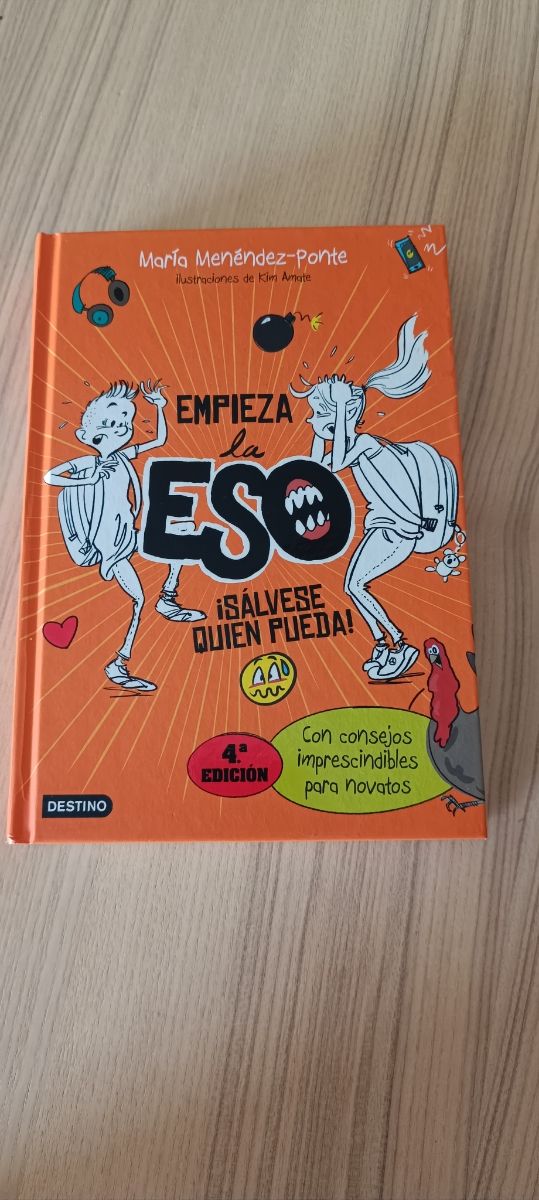 María Menéndez-Ponte
ilustraciones de Kim Amate
EMPIEZA
la
ESO
¡SÁLVESE
QUIEN PUEDA!
4.ª
EDICIÓN
Con consejos
imprescindibles
para novatos
DESTINO